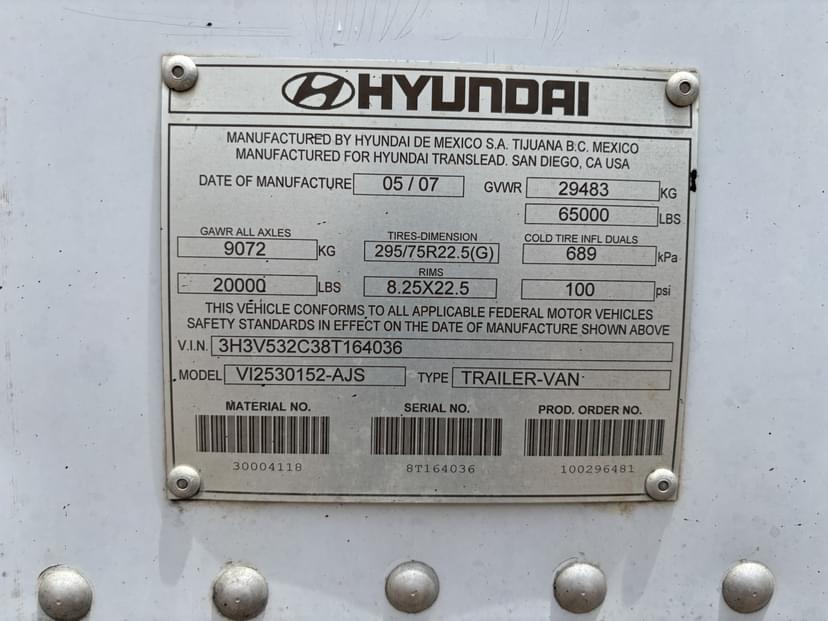 HYUNDAI
MANUFACTURED BY HYUNDAI DE MEXICO S.A. TIJUANA B.C. MEXICO
MANUFACTURED FOR HYUNDAI TRANSLEAD. SAN DIEGO, CA USA
DATE OF MANUFACTURE 05 / 07 GVWR 29483 KG
65000 LBS
GAWR ALL AXLES TIRES-DIMENSION COLD TIRE INFL DUALS
9072 KG 295/75R22.5(G) 689 kPa
RIMS
20000 LBS 8.25X22.5 100 psi
THIS VEHICLE CONFORMS TO ALL APPLICABLE FEDERAL MOTOR VEHICLES
SAFETY STANDARDS IN EFFECT ON THE DATE OF MANUFACTURE SHOWN ABOVE
V.I.N. 3H3V532C38T164036
MODEL VI2530152-AJS TYPE TRAILER-VAN
MATERIAL NO. SERIAL NO. PROD. ORDER NO.
30004118 8T164036 100296481